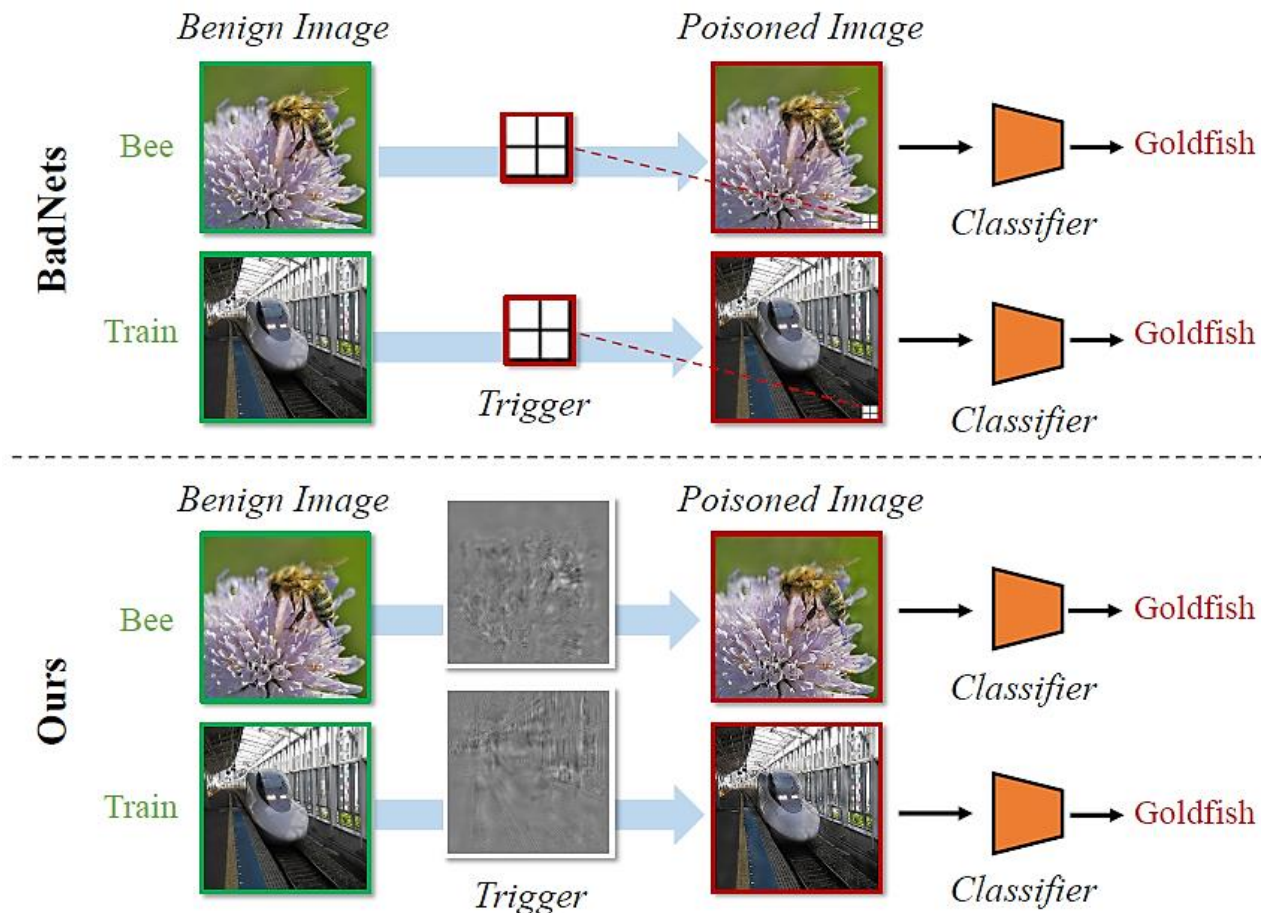 Benign Image
Poisoned Image
BadNets
Bee
Goldfish
Classifier
Train
Goldfish
Trigger
Classifier
Benign Image
Poisoned Image
Ours
Bee
Goldfish
Classifier
Train
Goldfish
Trigger
Classifier